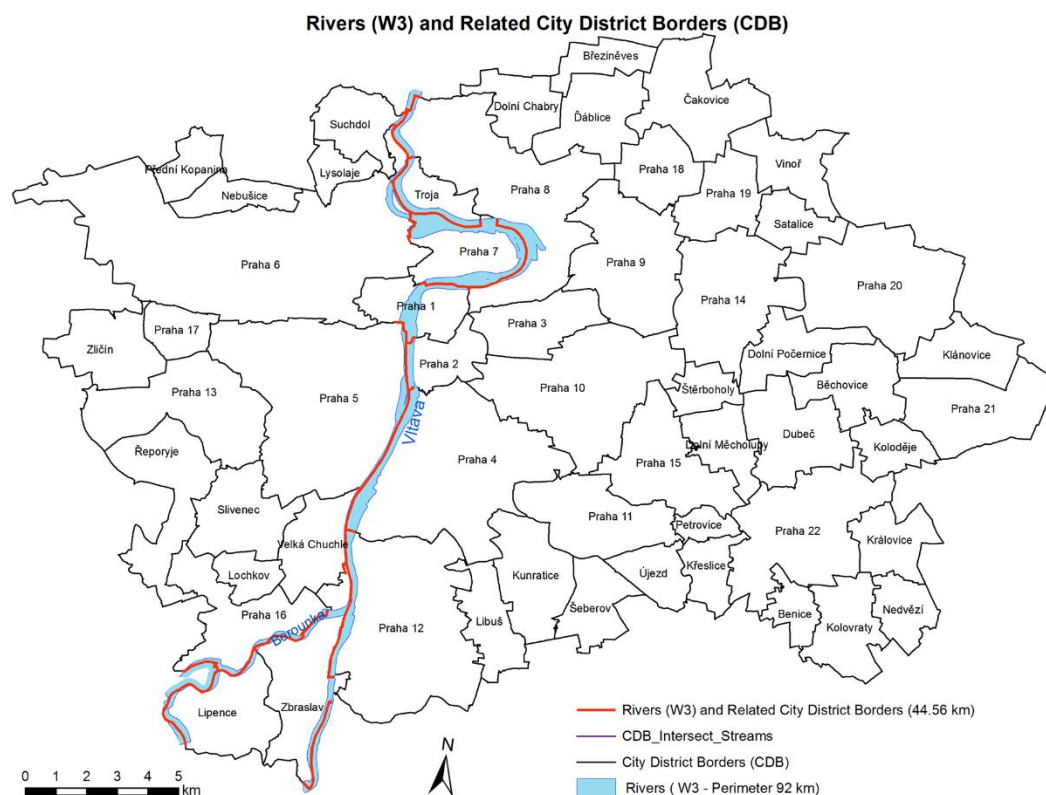 Rivers (W3) and Related City District Borders (CDB)
Březiněves
Dolní Chabry
Ďáblice
Čakovice
Suchdol
Přední Kopanina
Lysolaje
Nebušice
Troja
Praha 8
Praha 18
Praha 19
Vinoř
Satalice
Praha 6
Praha 7
Praha 9
Praha 14
Praha 20
Praha 1
Praha 3
Praha 17
Zličín
Praha 2
Dolní Počernice
Klánovice
Praha 13
Praha 5
Praha 10
Štěrboholy
Běchovice
Praha 21
Vltava
Řeporyje
Praha 4
Praha 15
Dolní Měcholupy
Dubeč
Koloděje
Slivenec
Velká Chuchle
Praha 11
Petrovice
Praha 22
Královice
Lochkov
Kunratice
Újezd
Křeslice
Šeberov
Praha 16
Berounka
Praha 12
Libuš
Benice
Kolovraty
Nedvězí
Lipence
Zbraslav
N
0 1 2 3 4 5
km
Rivers (W3) and Related City District Borders (44.56 km)
CDB_Intersect_Streams
City District Borders (CDB)
Rivers ( W3 - Perimeter 92 km)